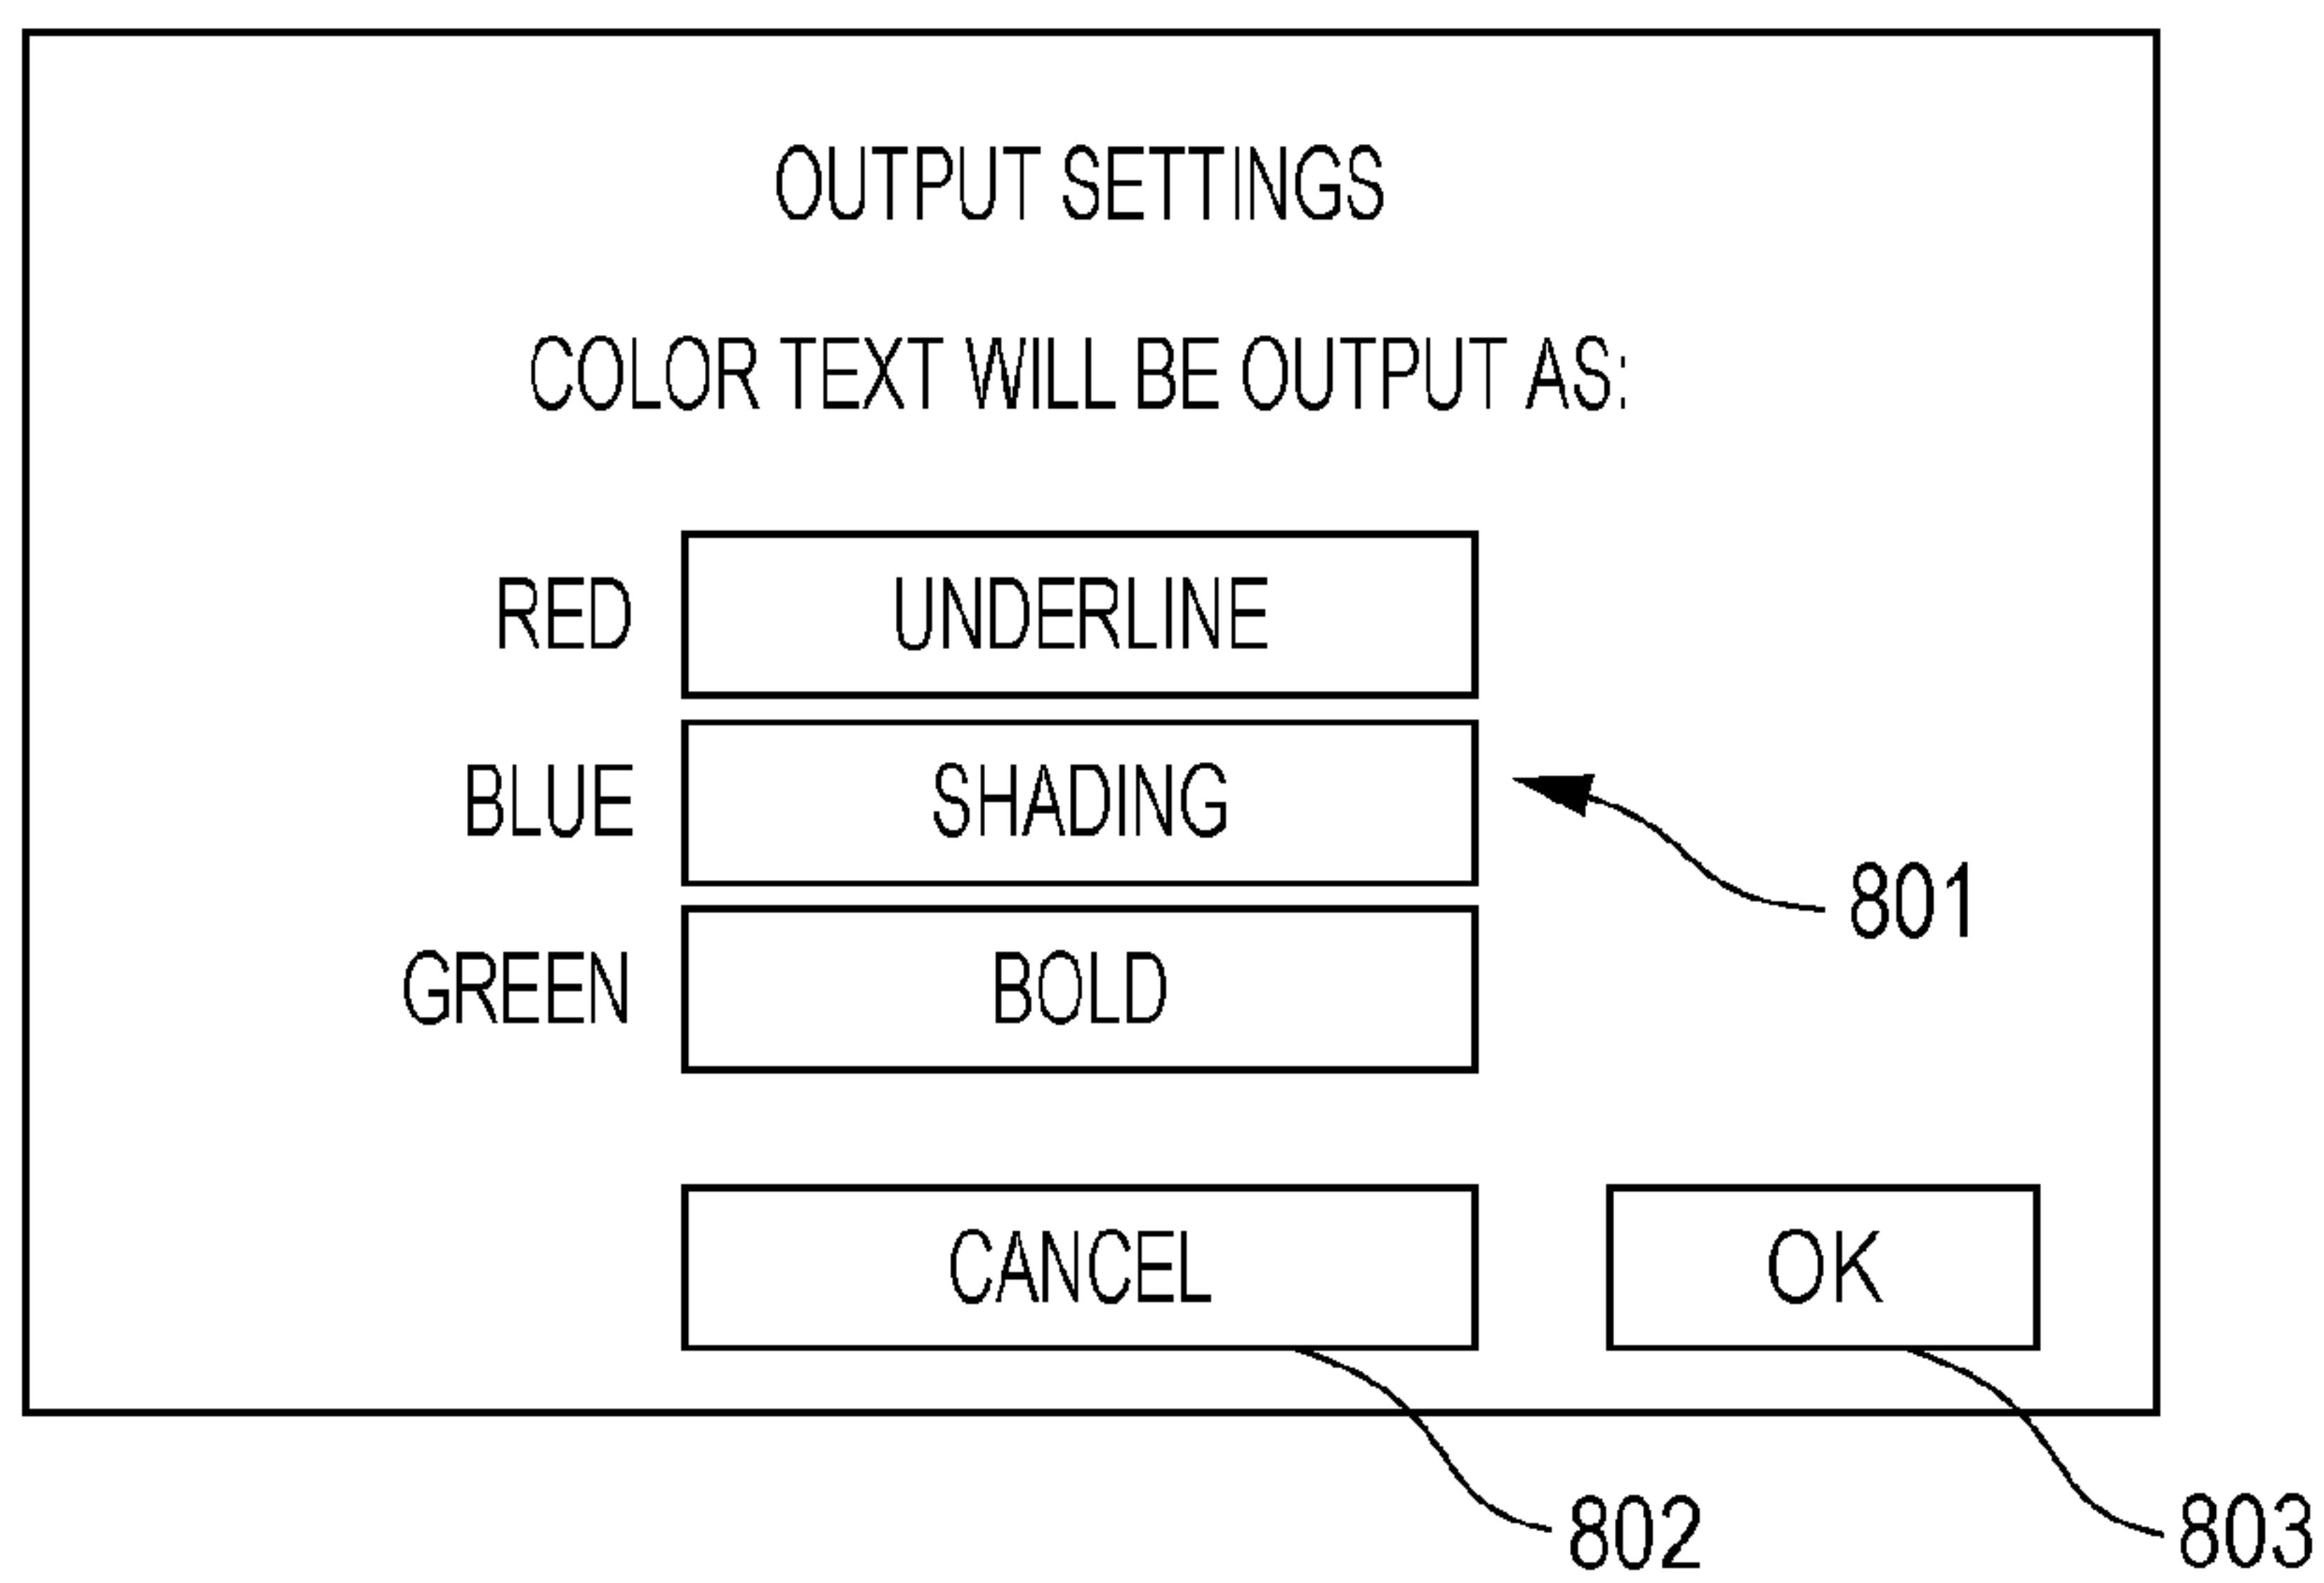 OUTPUT SETTINGS
COLOR TEXT WILL BE OUTPUT AS:
RED UNDERLINE
BLUE SHADING
801
GREEN BOLD
CANCEL OK
802 803